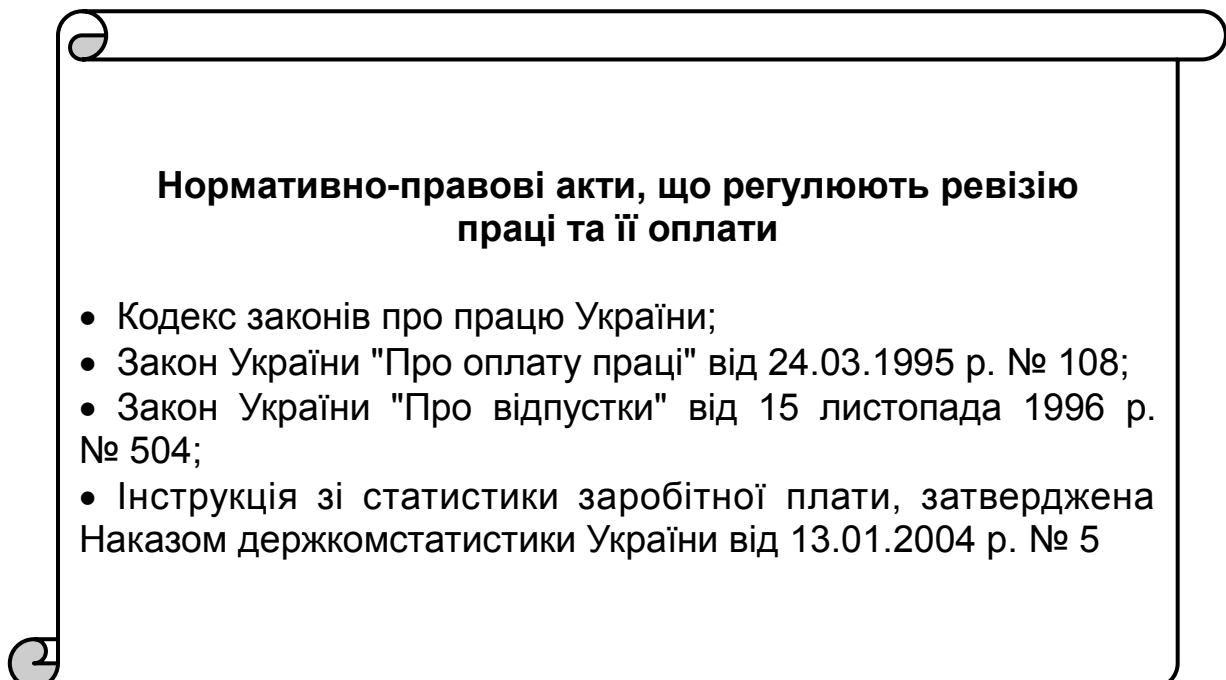 Нормативно-правові акти, що регулюють ревізію
праці та її оплати
• Кодекс законів про працю України;
• Закон України "Про оплату праці" від 24.03.1995 р. № 108;
• Закон України "Про відпустки" від 15 листопада 1996 р.
№ 504;
• Інструкція зі статистики заробітної плати, затверджена
Наказом держкомстатистики України від 13.01.2004 р. № 5